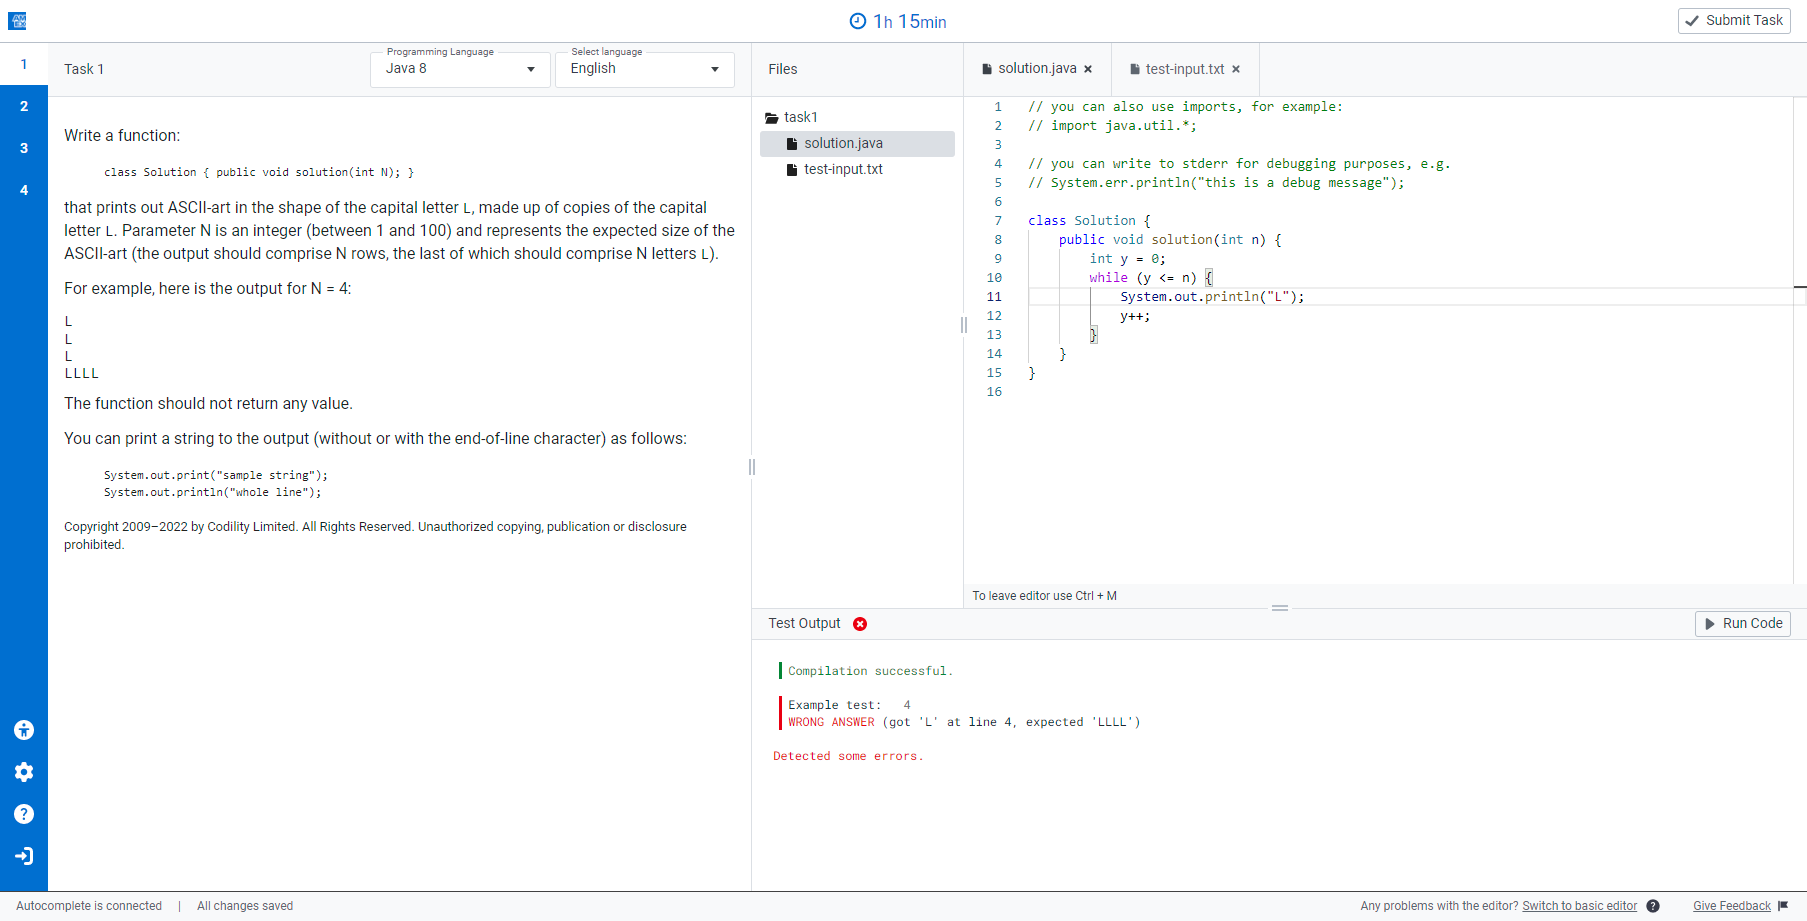 1h 15min
Submit Task
1
2
3
4
Task 1
Programming Language
Java 8
Select language
English
Write a function:
class Solution { public void solution(int N); }
that prints out ASCII-art in the shape of the capital letter L, made up of copies of the capital
letter L. Parameter N is an integer (between 1 and 100) and represents the expected size of the
ASCII-art (the output should comprise N rows, the last of which should comprise N letters L).
For example, here is the output for N = 4:
L
L
L
LLLL
The function should not return any value.
You can print a string to the output (without or with the end-of-line character) as follows:
System.out.print("sample string");
System.out.println("whole line");
Copyright 2009–2022 by Codility Limited. All Rights Reserved. Unauthorized copying, publication or disclosure
prohibited.
Files
task1
solution.java
test-input.txt
solution.java ×
test-input.txt ×
1 // you can also use imports, for example:
2 // import java.util.*;
3
4 // you can write to stderr for debugging purposes, e.g.
5 // System.err.println("this is a debug message");
6
7 class Solution {
8     public void solution(int n) {
9         int y = 0;
10         while (y <= n) {
11             System.out.println("L");
12             y++;
13         }
14     }
15 }
16
To leave editor use Ctrl + M
Test Output
Run Code
Compilation successful.
Example test: 4
WRONG ANSWER (got 'L' at line 4, expected 'LLLL')
Detected some errors.
Autocomplete is connected | All changes saved
Any problems with the editor? Switch to basic editor ?
Give Feedback